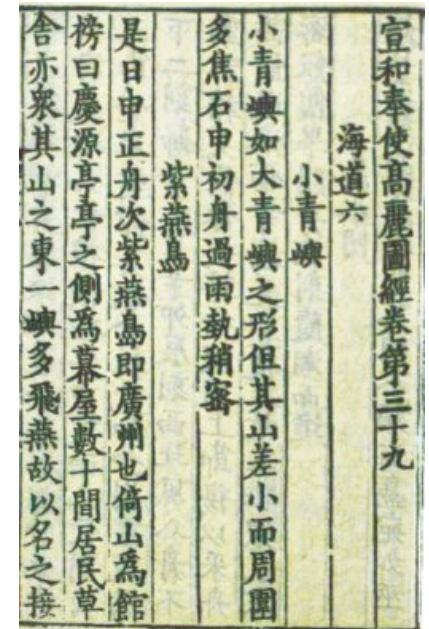 宣和奉使高麗圖經卷第三十九
海道六
小青嶼
小青嶼如大青嶼之形但其山差小而周圍
多焦石申初舟過雨勢稍密
紫燕島
是日申正舟次紫燕島即廣州也倚山爲館
榜曰慶源亭亭之側爲幕屋數十間居民草
舍亦衆其山之東一嶼多飛燕故以名之接